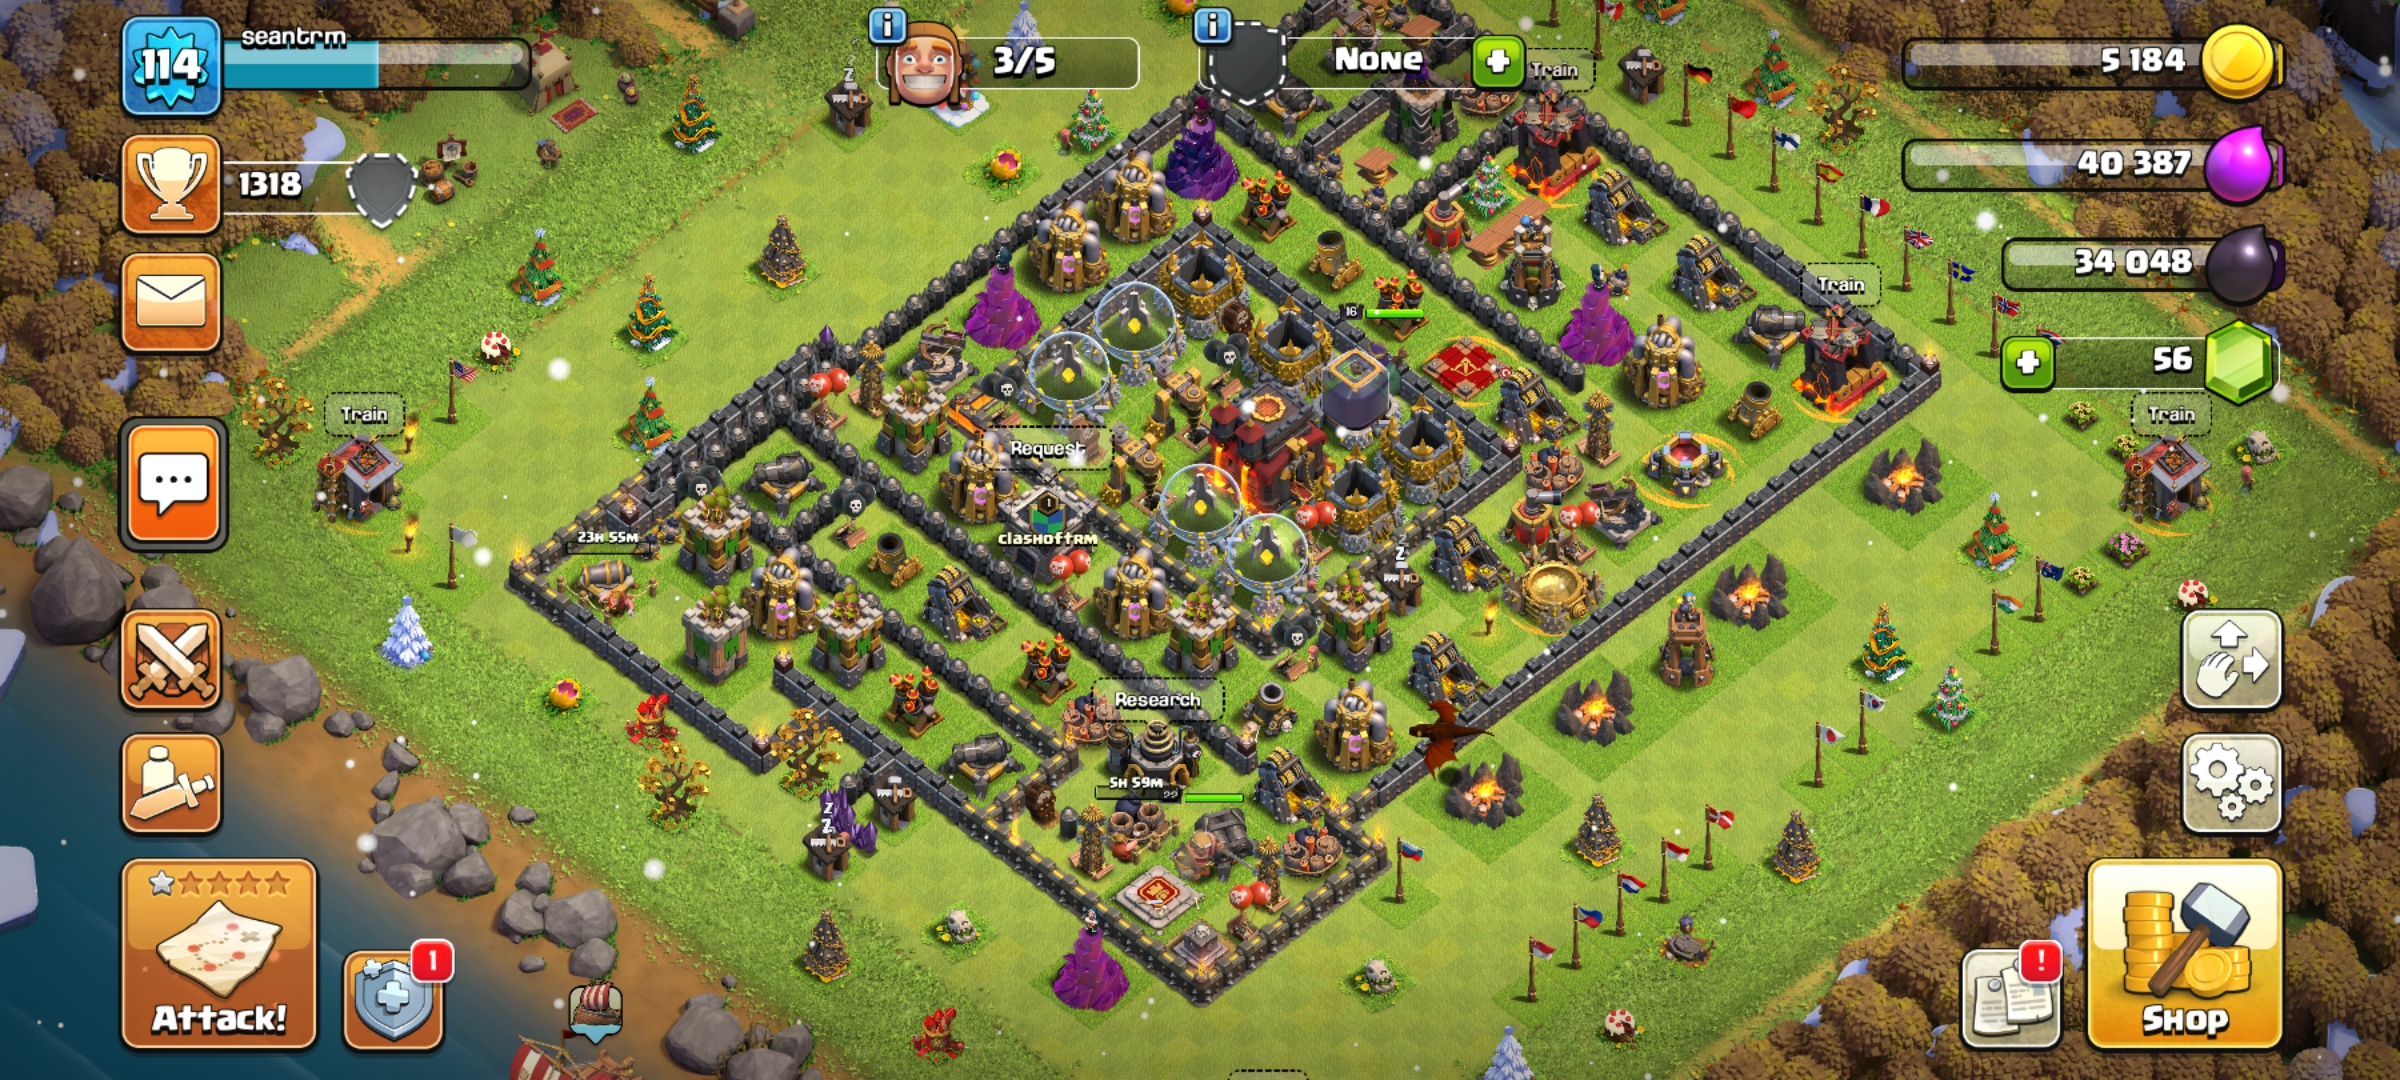 114
seantrm
3/5
None
Train
5 184
1318
40 387
34 048
Train
16
56
Train
Train
Request
clashoftrm
23H 55M
Z
Research
5H 59M
22
Z
Z
1
Attack!
!
Shop